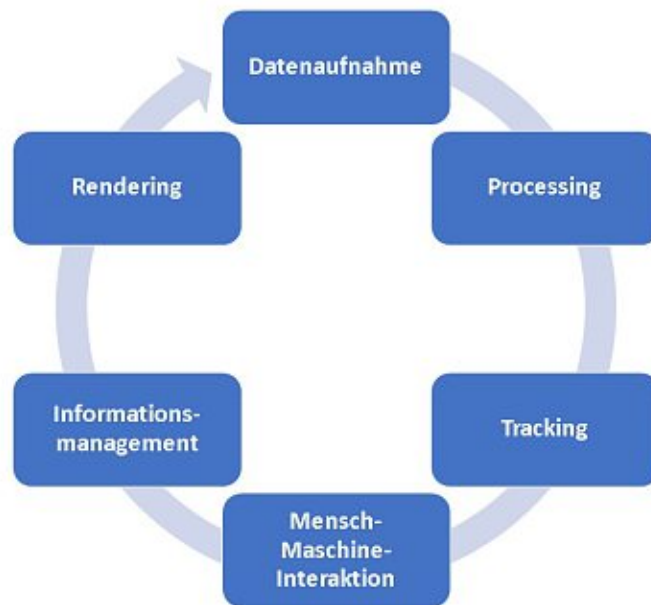 Datenaufnahme
Processing
Tracking
Mensch-
Maschine-
Interaktion
Informations-
management
Rendering